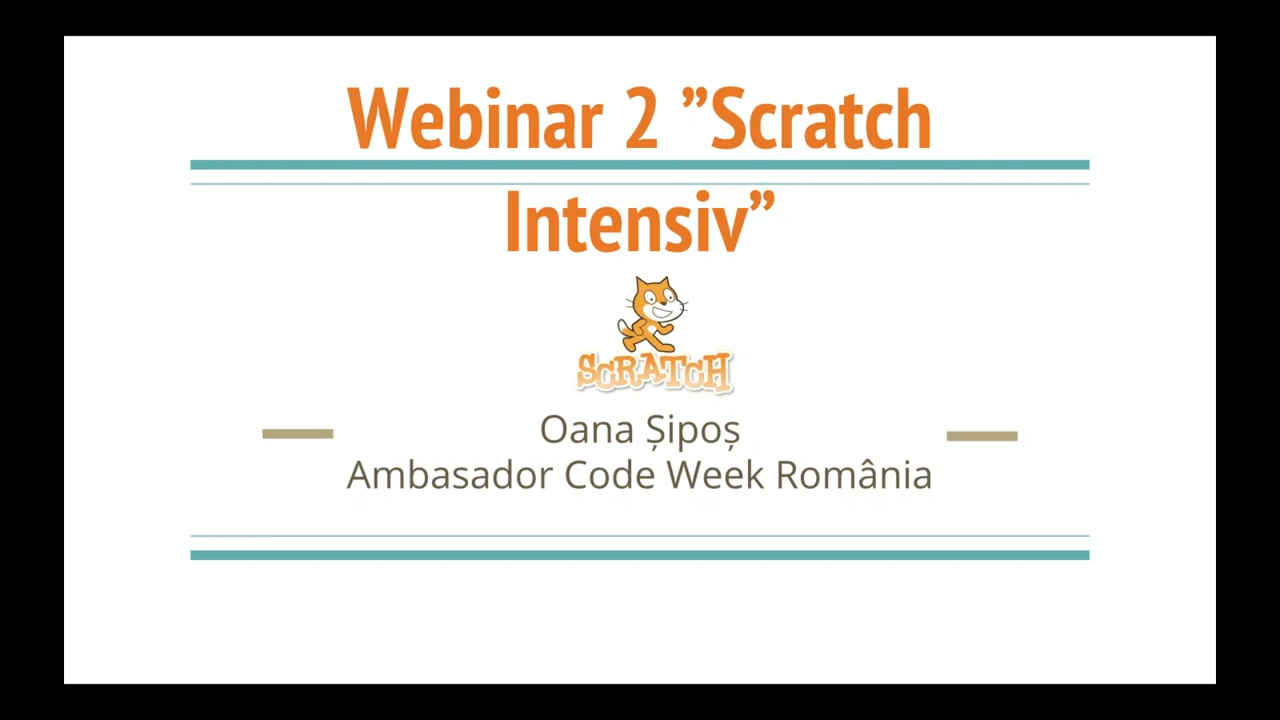 Webinar 2 ”Scratch
Intensiv”
SCRATCH
Oana Șipoș
Ambasador Code Week România